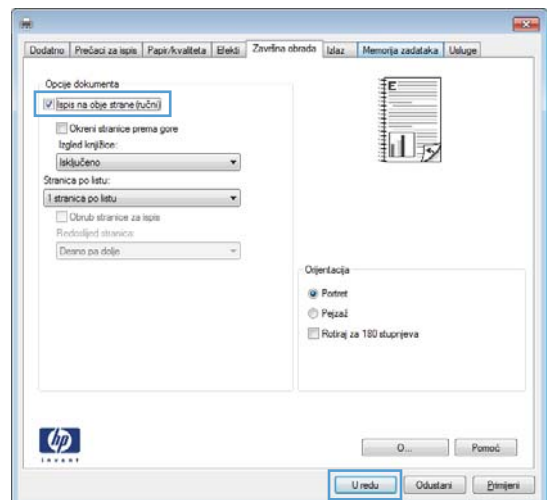 Dodatno Prečaci za ispis Papir/kvaliteta Efekti Završna obrada Izlaz Memorija zadataka Usluge
Opcije dokumenta
Ispis na obje strane (ručni)
Okreni stranice prema gore
Izgled knjižice:
Isključeno
Stranica po listu:
1 stranica po listu
Obrub stranice za ispis
Redoslijed stranica:
Desno pa dolje
E
Orijentacija
Portret
Pejzaž
Rotiraj za 180 stupnjeva
hp
invent
O... Pomoć
U redu Odustani Primijeni